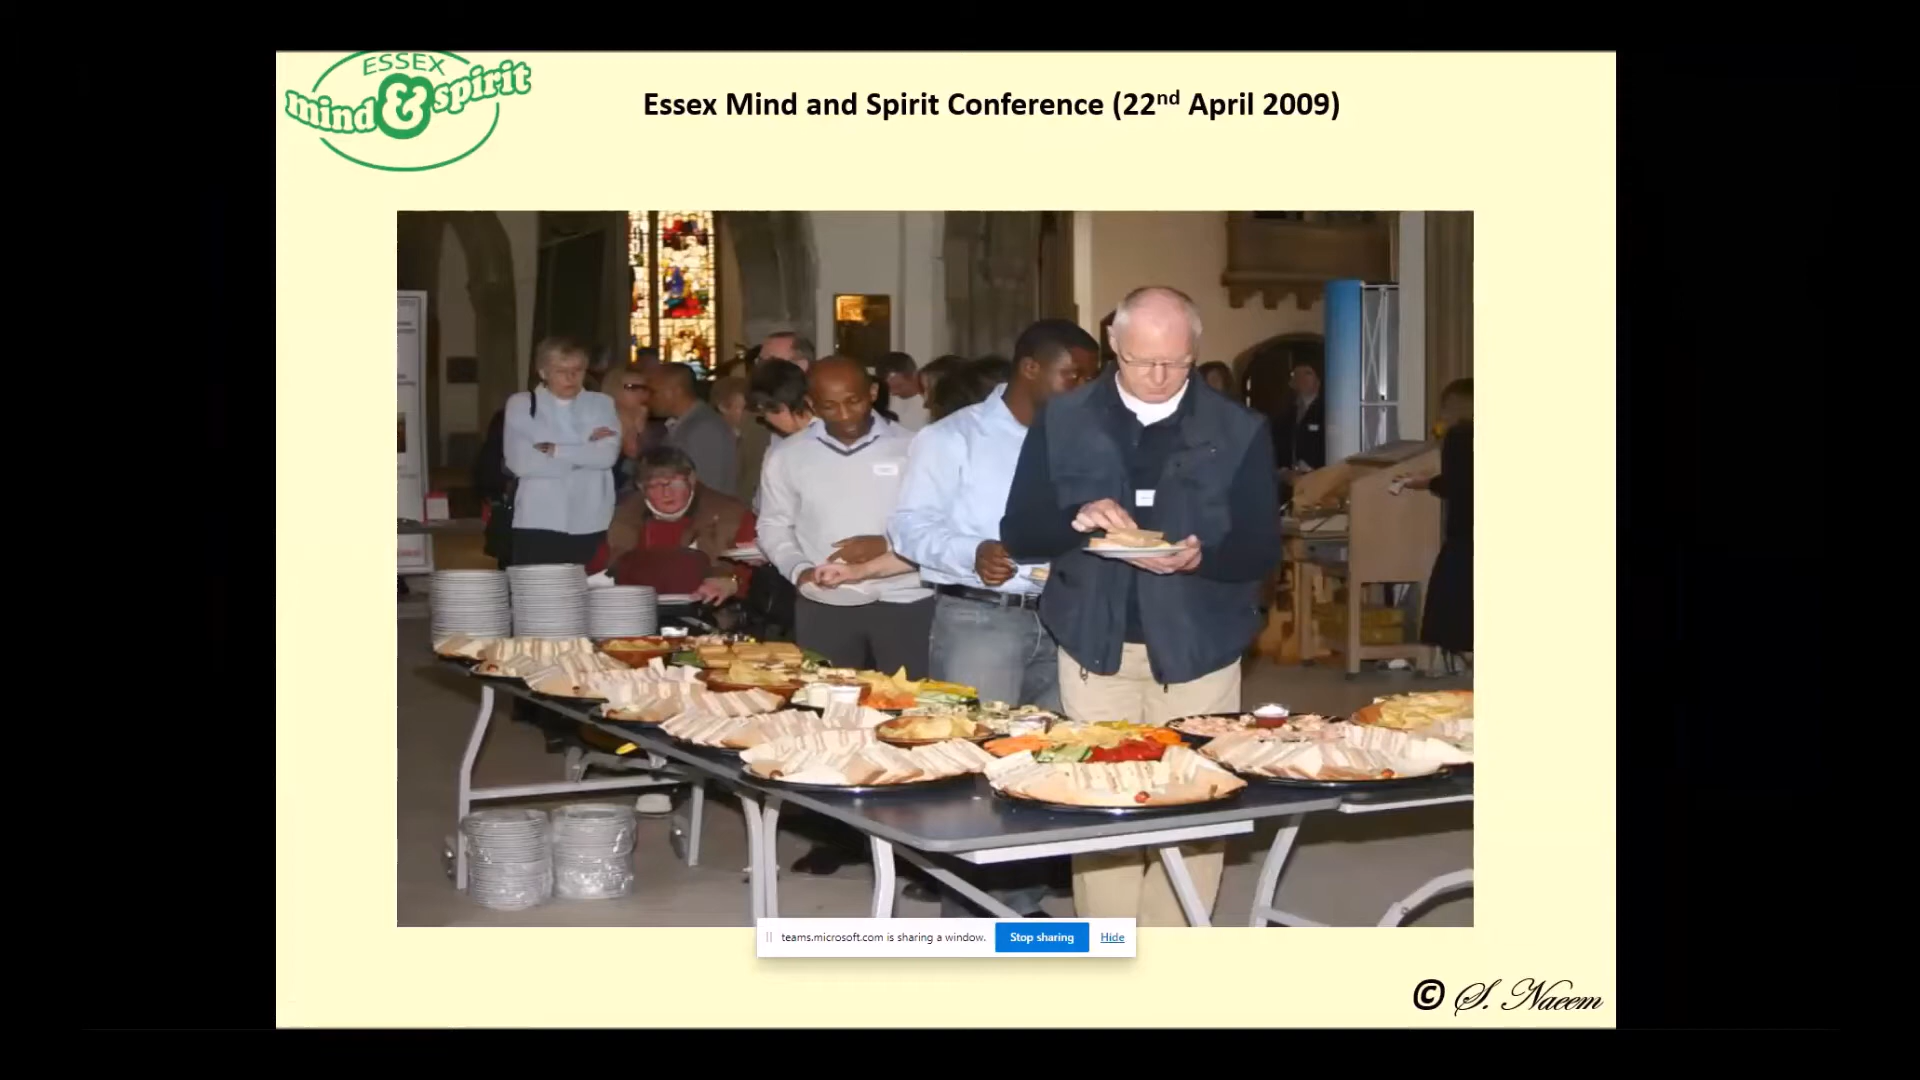 ESSEX
mind & spirit
Essex Mind and Spirit Conference (22nd April 2009)
teams.microsoft.com is sharing a window. Stop sharing Hide
© S. Naeem